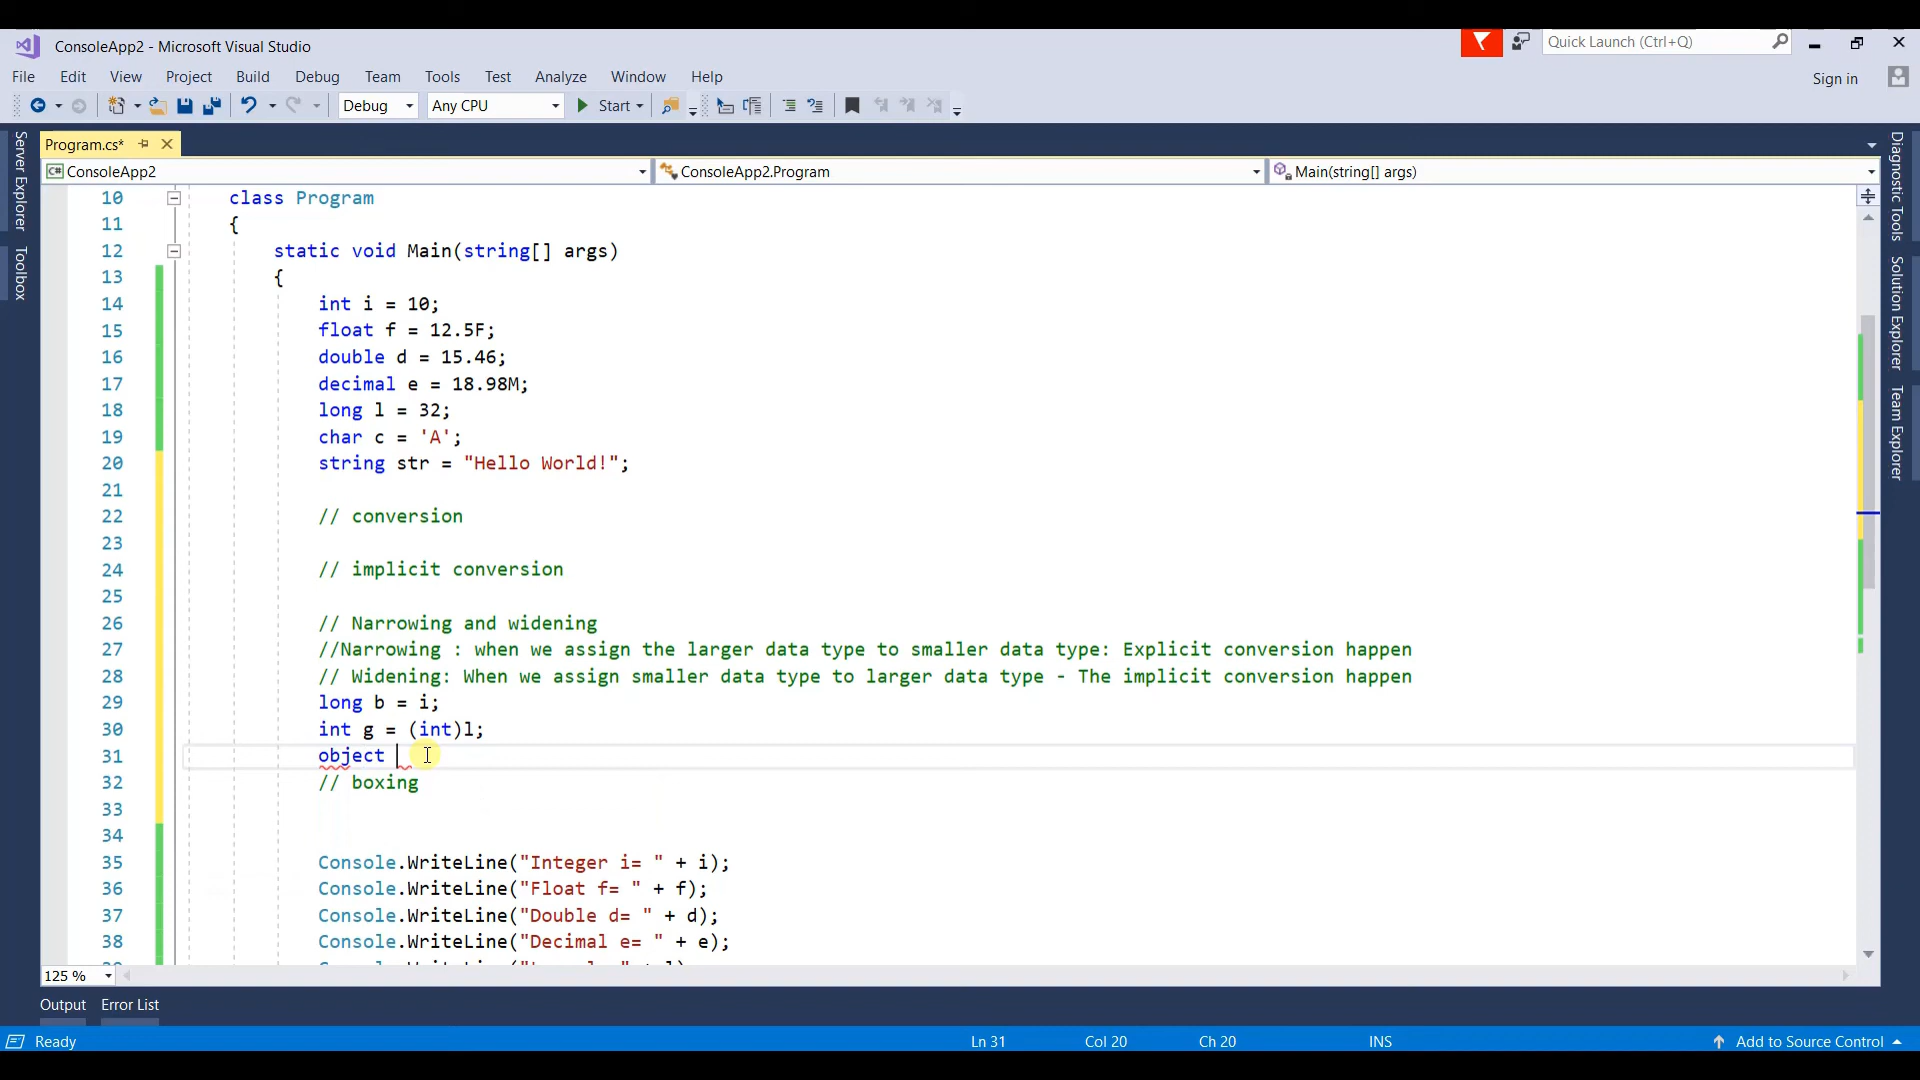 ConsoleApp2 - Microsoft Visual Studio
Quick Launch (Ctrl+Q)
File Edit View Project Build Debug Team Tools Test Analyze Window Help
Sign in
Debug Any CPU Start
Server Explorer
Toolbox
Program.cs*
ConsoleApp2 ConsoleApp2.Program Main(string[] args)
10 class Program
11 {
12 static void Main(string[] args)
13 {
14 int i = 10;
15 float f = 12.5F;
16 double d = 15.46;
17 decimal e = 18.98M;
18 long l = 32;
19 char c = 'A';
20 string str = "Hello World!";
21
22 // conversion
23
24 // implicit conversion
25
26 // Narrowing and widening
27 //Narrowing : when we assign the larger data type to smaller data type: Explicit conversion happen
28 // Widening: When we assign smaller data type to larger data type - The implicit conversion happen
29 long b = i;
30 int g = (int)l;
31 object
32 // boxing
33
34
35 Console.WriteLine("Integer i= " + i);
36 Console.WriteLine("Float f= " + f);
37 Console.WriteLine("Double d= " + d);
38 Console.WriteLine("Decimal e= " + e);
Diagnostic Tools
Solution Explorer
Team Explorer
125 %
Output Error List
Ready Ln 31 Col 20 Ch 20 INS Add to Source Control